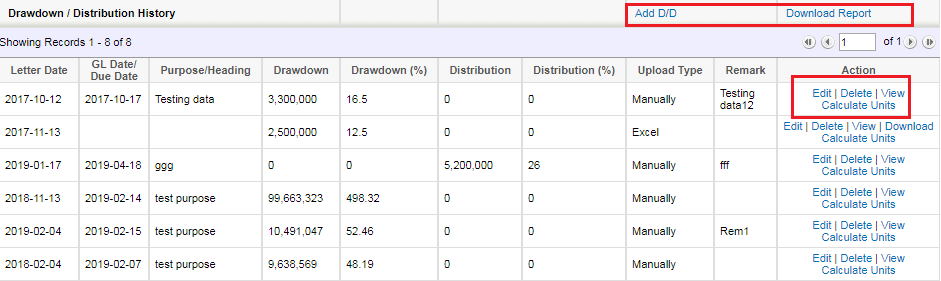 Drawdown / Distribution History Add D/D Download Report
Showing Records 1 - 8 of 8 1 of 1
Letter Date GL Date/ Due Date Purpose/Heading Drawdown Drawdown (%) Distribution Distribution (%) Upload Type Remark Action
2017-10-12 2017-10-17 Testing data 3,300,000 16.5 0 0 Manually Testing data12 Edit | Delete | View
Calculate Units
2017-11-13 2,500,000 12.5 0 0 Excel Edit | Delete | View | Download
Calculate Units
2019-01-17 2019-04-18 ggg 0 0 5,200,000 26 Manually fff Edit | Delete | View
Calculate Units
2018-11-13 2019-02-14 test purpose 99,663,323 498.32 0 0 Manually Edit | Delete | View
Calculate Units
2019-02-04 2019-02-15 test purpose 10,491,047 52.46 0 0 Manually Rem1 Edit | Delete | View
Calculate Units
2018-02-04 2019-02-07 test purpose 9,638,569 48.19 0 0 Manually Edit | Delete | View
Calculate Units